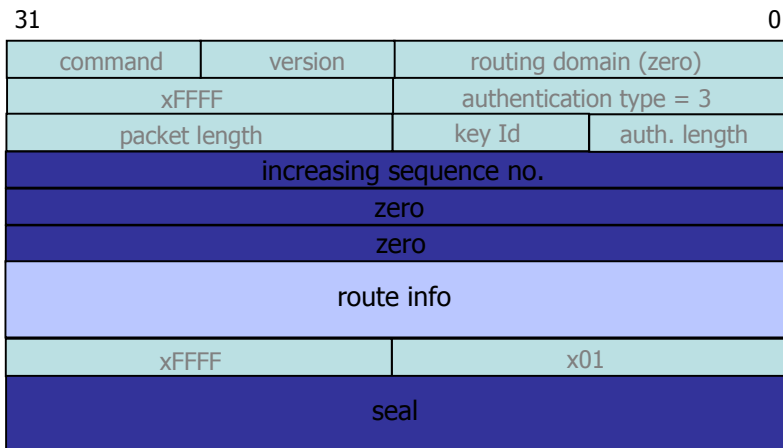 31 0
command version routing domain (zero)
xFFFF authentication type = 3
packet length key Id auth. length
increasing sequence no.
zero
zero
route info
xFFFF x01
seal